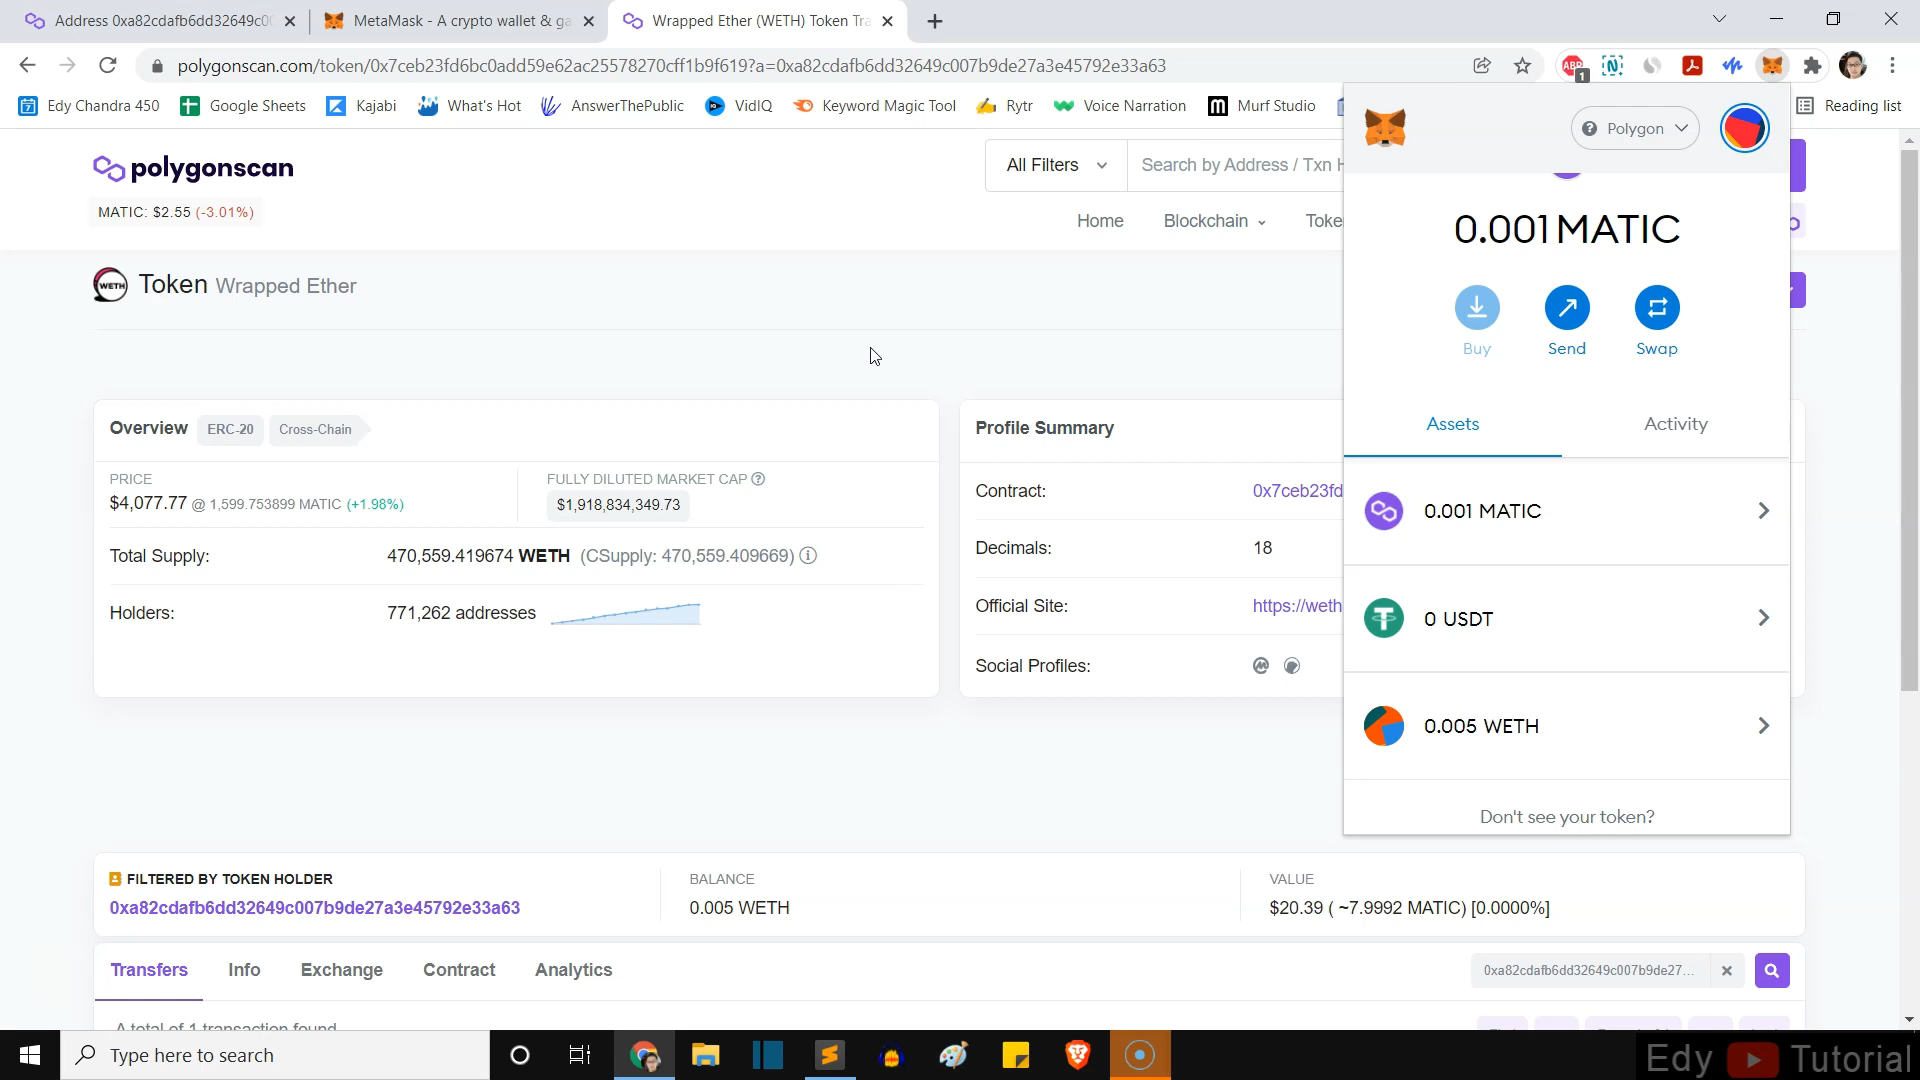 Address 0xa82cdafb6dd32649c0
MetaMask - A crypto wallet & ga
Wrapped Ether (WETH) Token Tra
polygonscan.com/token/0x7ceb23fd6bc0add59e62ac25578270cff1b9f619?a=0xa82cdafb6dd32649c007b9de27a3e45792e33a63
ABP
1
Edy Chandra 450
Google Sheets
Kajabi
What's Hot
AnswerThePublic
VidIQ
Keyword Magic Tool
Rytr
Voice Narration
Murf Studio
Reading list
polygonscan
MATIC: $2.55 (-3.01%)
All Filters
Search by Address / Txn H
Home
Blockchain
Toke
WETH
Token Wrapped Ether
Overview
ERC-20
Cross-Chain
PRICE
$4,077.77 @ 1,599.753899 MATIC (+1.98%)
FULLY DILUTED MARKET CAP
$1,918,834,349.73
Total Supply:
470,559.419674 WETH (CSupply: 470,559.409669)
Holders:
771,262 addresses
Profile Summary
Contract:
0x7ceb23fd
Decimals:
18
Official Site:
https://weth
Social Profiles:
Polygon
0.001 MATIC
Buy
Send
Swap
Assets
Activity
0.001 MATIC
0 USDT
0.005 WETH
Don't see your token?
FILTERED BY TOKEN HOLDER
0xa82cdafb6dd32649c007b9de27a3e45792e33a63
BALANCE
0.005 WETH
VALUE
$20.39 ( ~7.9992 MATIC) [0.0000%]
Transfers
Info
Exchange
Contract
Analytics
0xa82cdafb6dd32649c007b9de27...
A total of 1 transaction found
Type here to search
Edy Tutorial